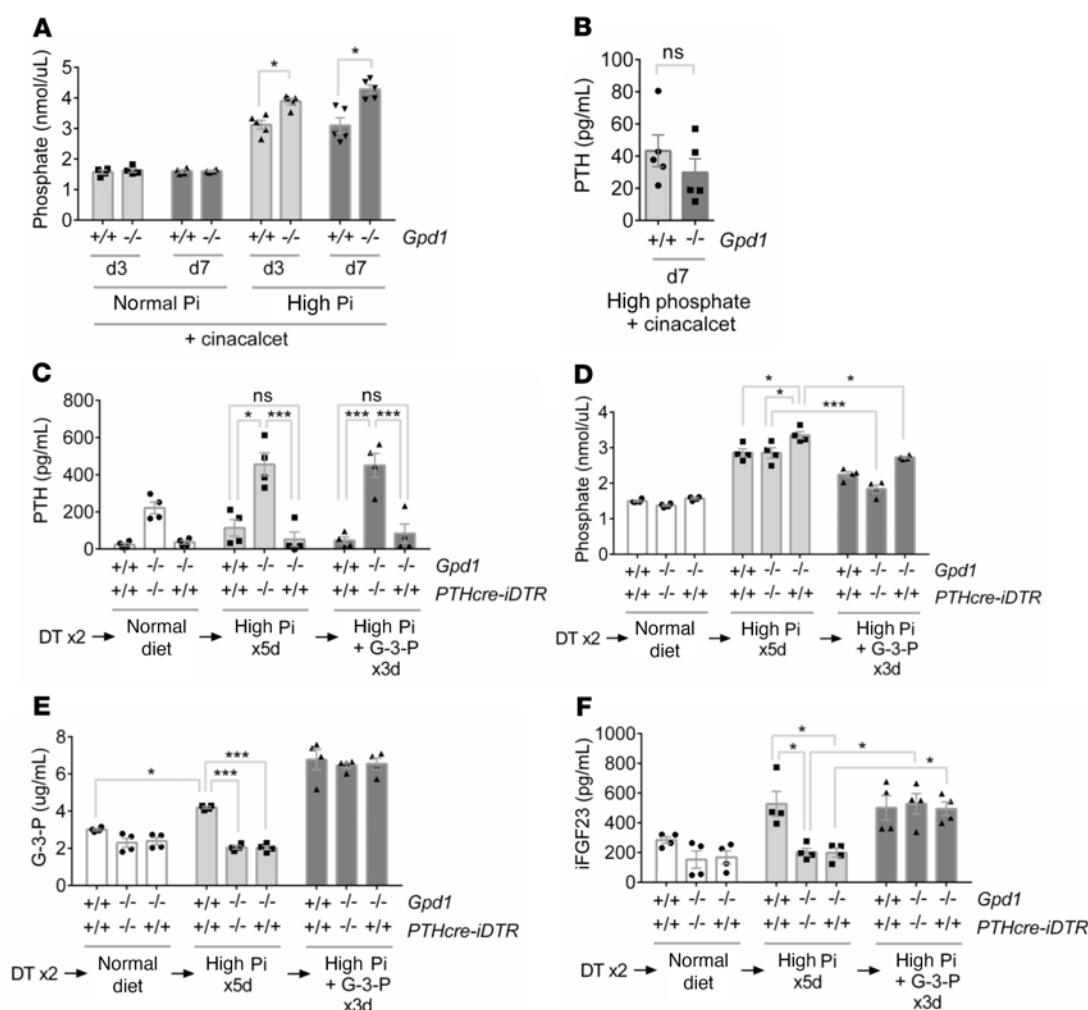 A
Phosphate (nmol/uL)
5
4
3
2
1
0
* *
+/+ -/- +/+ -/- +/+ -/- +/+ -/- Gpd1
d3 d7 d3 d7
Normal Pi High Pi
+ cinacalcet
B
PTH (pg/mL)
100
80
60
40
20
0
ns
+/+ -/- Gpd1
d7
High phosphate
+ cinacalcet
C
PTH (pg/mL)
800
600
400
200
0
ns ns
* *** *** ***
+/+ -/- -/- +/+ -/- -/- +/+ -/- -/- Gpd1
+/+ -/- +/+ +/+ -/- +/+ +/+ -/- +/+ PTHcre-iDTR
DT x2 Normal diet High Pi x5d High Pi + G-3-P x3d
D
Phosphate (nmol/uL)
4
3
2
1
0
* *
* ***
+/+ -/- -/- +/+ -/- -/- +/+ -/- -/- Gpd1
+/+ -/- +/+ +/+ -/- +/+ +/+ -/- +/+ PTHcre-iDTR
DT x2 Normal diet High Pi x5d High Pi + G-3-P x3d
E
G-3-P (ug/mL)
8
6
4
2
0
* ***
***
+/+ -/- -/- +/+ -/- -/- +/+ -/- -/- Gpd1
+/+ -/- +/+ +/+ -/- +/+ +/+ -/- +/+ PTHcre-iDTR
DT x2 Normal diet High Pi x5d High Pi + G-3-P x3d
F
iFGF23 (pg/mL)
1000
800
600
400
200
0
*
* * *
+/+ -/- -/- +/+ -/- -/- +/+ -/- -/- Gpd1
+/+ -/- +/+ +/+ -/- +/+ +/+ -/- +/+ PTHcre-iDTR
DT x2 Normal diet High Pi x5d High Pi + G-3-P x3d